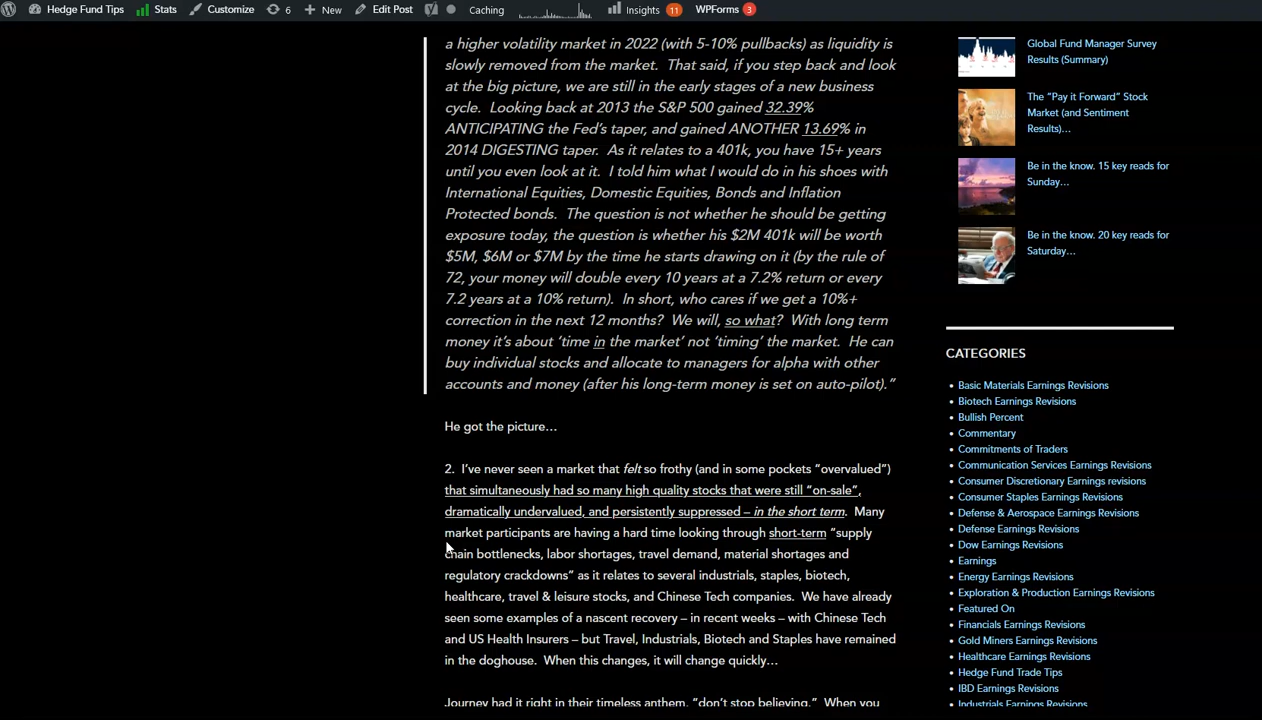 Hedge Fund Tips Stats Customize 6 New Edit Post Caching Insights 11 WPForms 3
a higher volatility market in 2022 (with 5-10% pullbacks) as liquidity is
slowly removed from the market. That said, if you step back and look
at the big picture, we are still in the early stages of a new business
cycle. Looking back at 2013 the S&P 500 gained 32.39%
ANTICIPATING the Fed's taper, and gained ANOTHER 13.69% in
2014 DIGESTING taper. As it relates to a 401k, you have 15+ years
until you even look at it. I told him what I would do in his shoes with
International Equities, Domestic Equities, Bonds and Inflation
Protected bonds. The question is not whether he should be getting
exposure today, the question is whether his $2M 401k will be worth
$5M, $6M or $7M by the time he starts drawing on it (by the rule of
72, your money will double every 10 years at a 7.2% return or every
7.2 years at a 10% return). In short, who cares if we get a 10%+
correction in the next 12 months? We will, so what? With long term
money it's about 'time in the market' not 'timing' the market. He can
buy individual stocks and allocate to managers for alpha with other
accounts and money (after his long-term money is set on auto-pilot)."
He got the picture…
2. I've never seen a market that felt so frothy (and in some pockets "overvalued")
that simultaneously had so many high quality stocks that were still "on-sale",
dramatically undervalued, and persistently suppressed – in the short term. Many
market participants are having a hard time looking through short-term "supply
chain bottlenecks, labor shortages, travel demand, material shortages and
regulatory crackdowns" as it relates to several industrials, staples, biotech,
healthcare, travel & leisure stocks, and Chinese Tech companies. We have already
seen some examples of a nascent recovery – in recent weeks – with Chinese Tech
and US Health Insurers – but Travel, Industrials, Biotech and Staples have remained
in the doghouse. When this changes, it will change quickly…
Journey had it right in their timeless anthem, "don't stop believing." When you
Global Fund Manager Survey
Results (Summary)
The "Pay it Forward" Stock
Market (and Sentiment
Results)…
Be in the know. 15 key reads for
Sunday…
Be in the know. 20 key reads for
Saturday…
CATEGORIES
Basic Materials Earnings Revisions
Biotech Earnings Revisions
Bullish Percent
Commentary
Commitments of Traders
Communication Services Earnings Revisions
Consumer Discretionary Earnings revisions
Consumer Staples Earnings Revisions
Defense & Aerospace Earnings Revisions
Defense Earnings Revisions
Dow Earnings Revisions
Earnings
Energy Earnings Revisions
Exploration & Production Earnings Revisions
Featured On
Financials Earnings Revisions
Gold Miners Earnings Revisions
Healthcare Earnings Revisions
Hedge Fund Trade Tips
IBD Earnings Revisions
Industrials Earnings Revisions